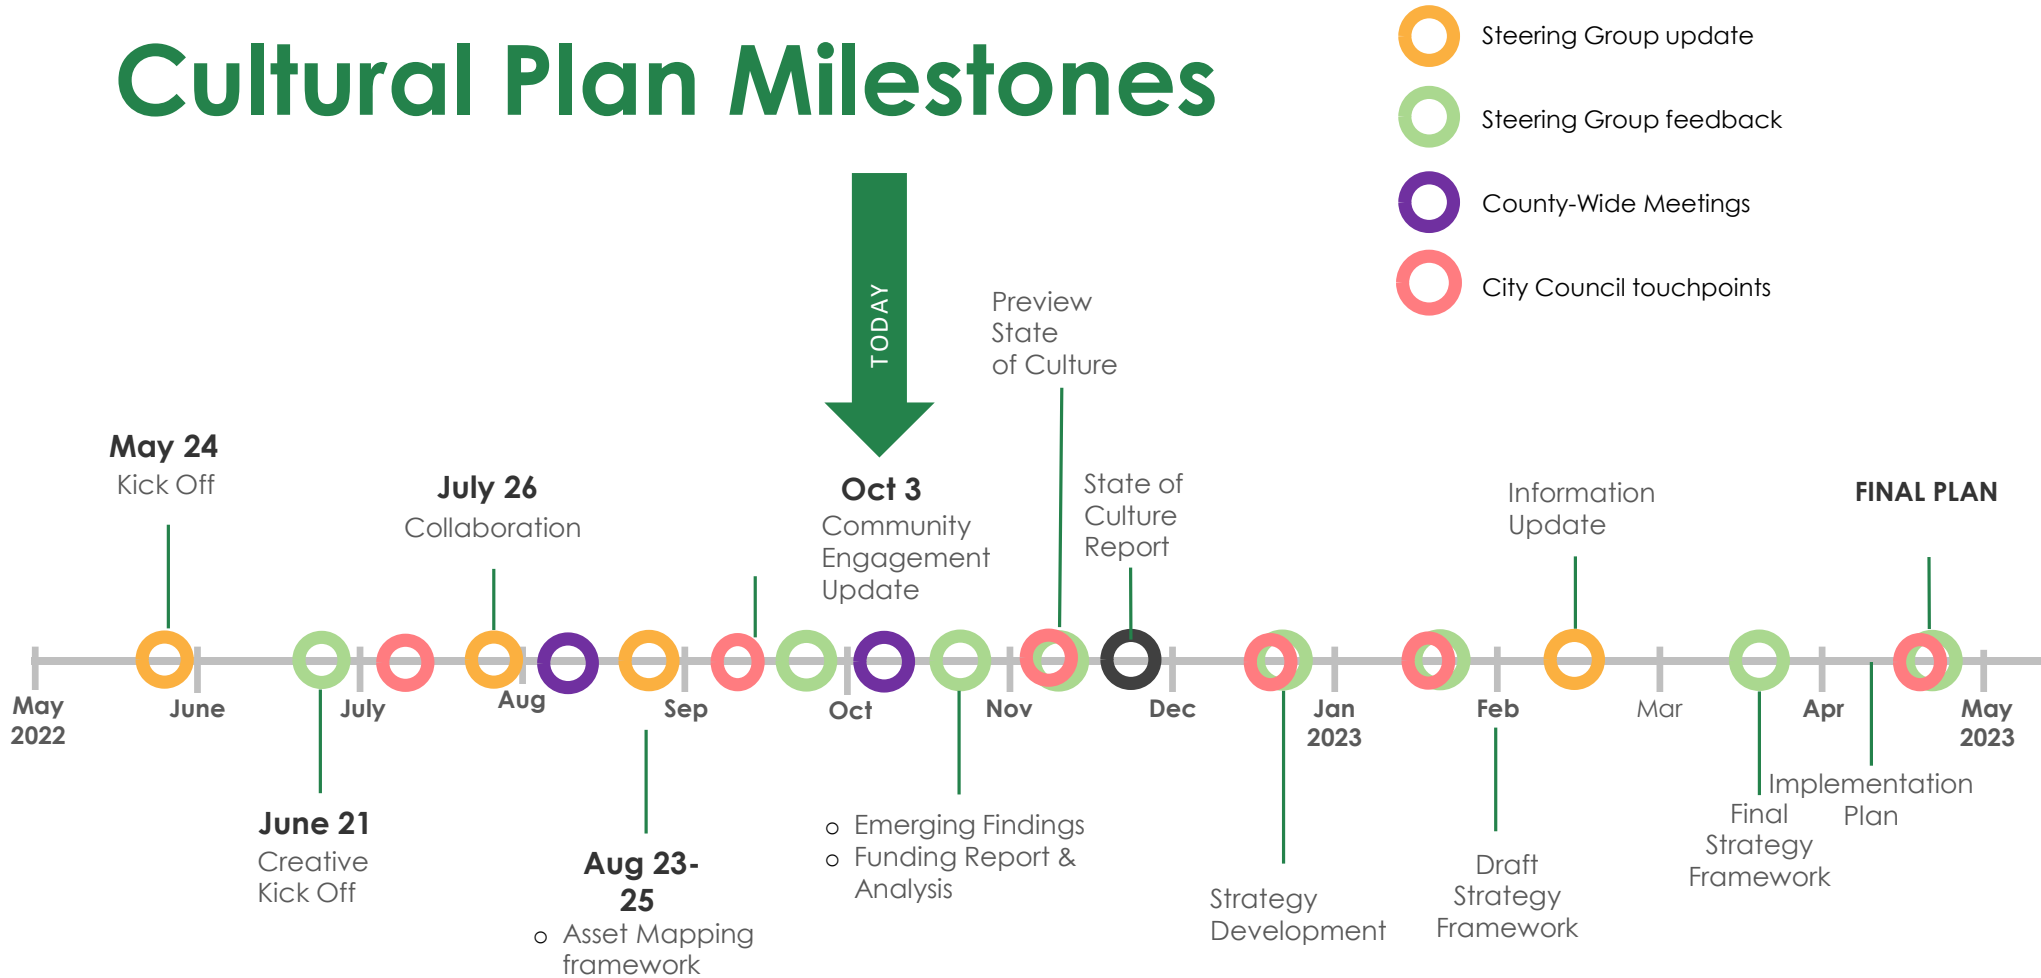 Cultural Plan Milestones
Steering Group update
Steering Group feedback
County-Wide Meetings
City Council touchpoints
TODAY
May 24
Kick Off
July 26
Collaboration
Oct 3
Community
Engagement
Update
Preview
State
of Culture
State of
Culture
Report
Information
Update
FINAL PLAN
May
2022
June
July
Aug
Sep
Oct
Nov
Dec
Jan
2023
Feb
Mar
Apr
May
2023
June 21
Creative
Kick Off
Aug 23-
25
o Asset Mapping
framework
o Emerging Findings
o Funding Report &
Analysis
Strategy
Development
Draft
Strategy
Framework
Final
Strategy
Framework
Implementation
Plan